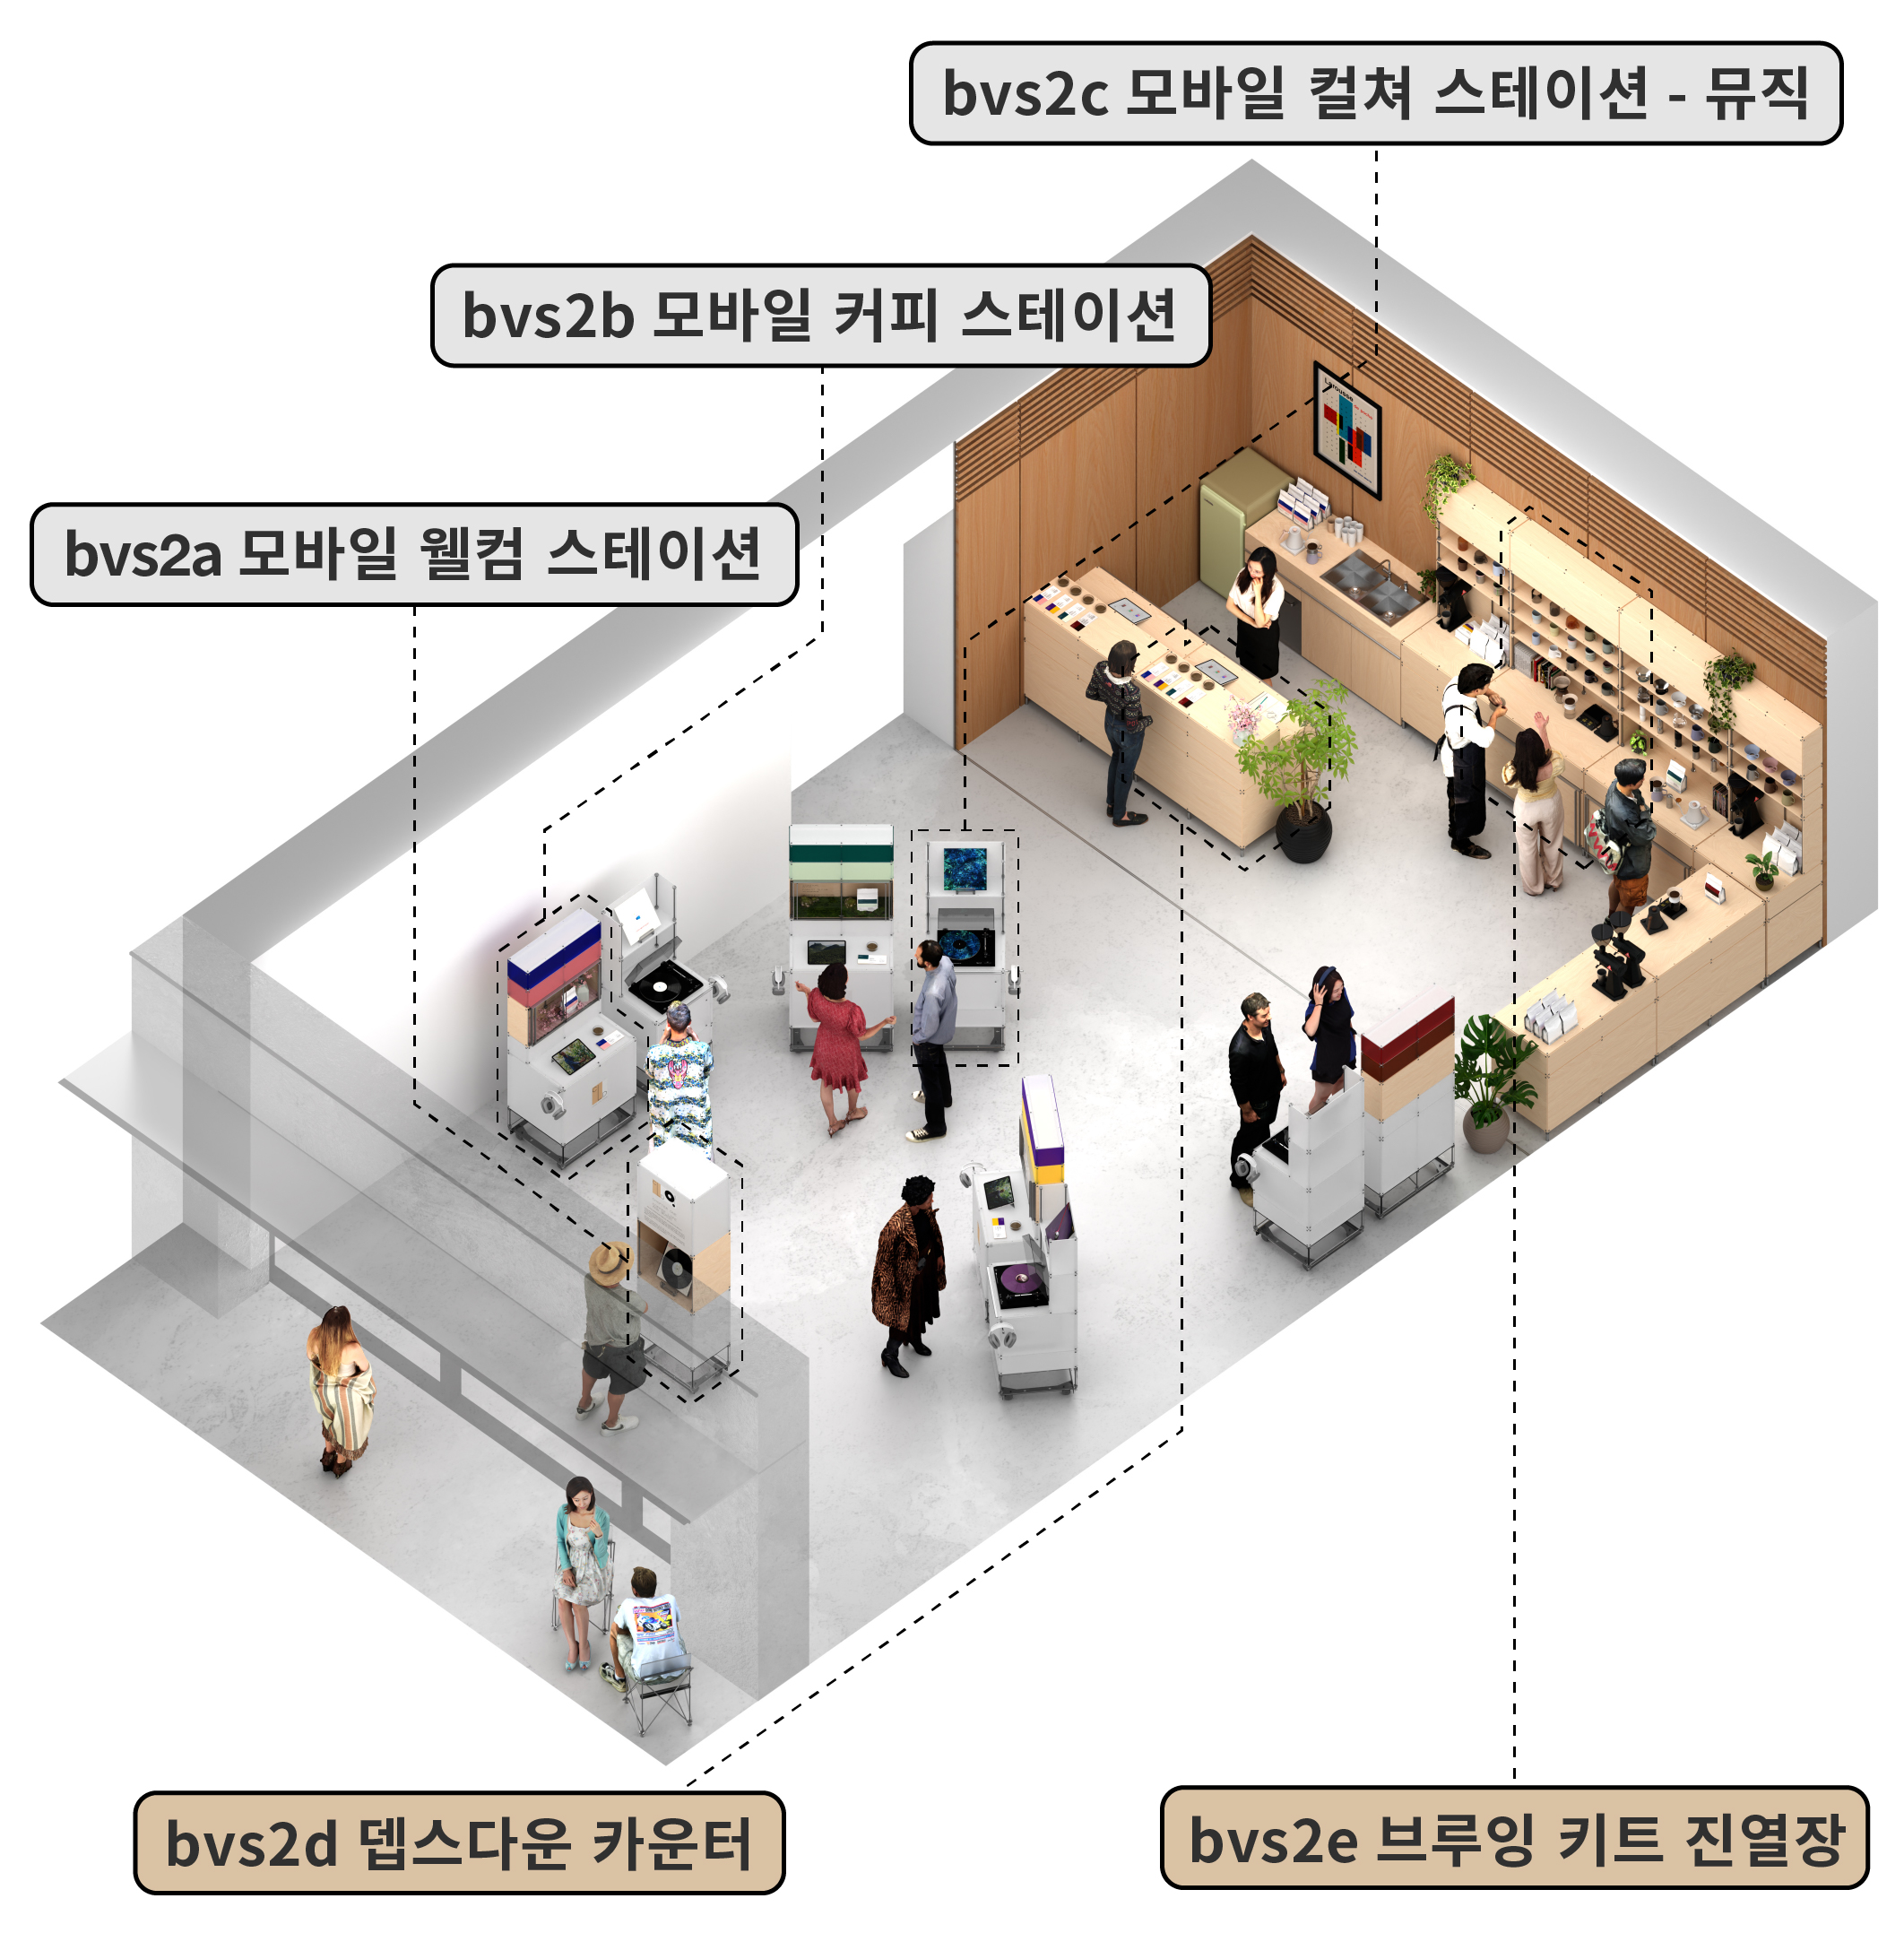 bvs2c 모바일 컬쳐 스테이션 - 뮤직
bvs2b 모바일 커피 스테이션
Larousse
bvs2a 모바일 웰컴 스테이션
bvs2d 뎁스다운 카운터
bvs2e 브루잉 키트 진열장